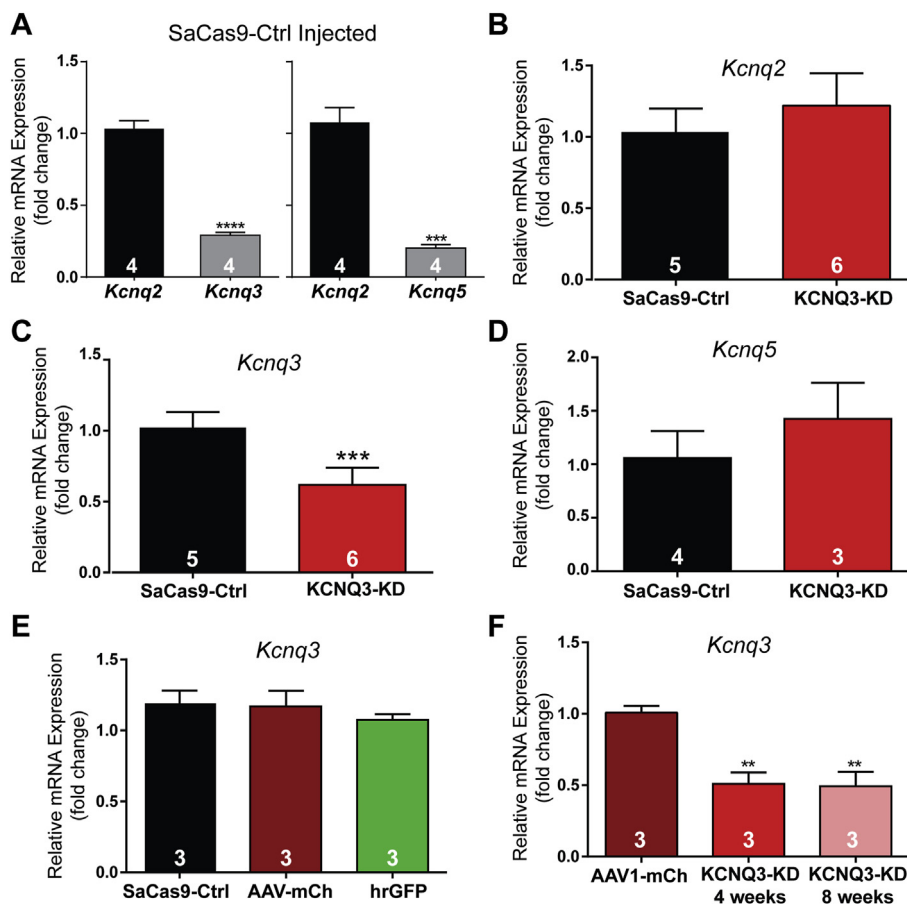 A
SaCas9-Ctrl Injected
Relative mRNA Expression
(fold change)
1.5
1.0
0.5
0.0
****
***
4
4
4
4
Kcnq2
Kcnq3
Kcnq2
Kcnq5
B
Kcnq2
Relative mRNA Expression
(fold change)
1.5
1.0
0.5
0.0
5
6
SaCas9-Ctrl
KCNQ3-KD
C
Kcnq3
Relative mRNA Expression
(fold change)
1.5
1.0
0.5
0.0
***
5
6
SaCas9-Ctrl
KCNQ3-KD
D
Kcnq5
Relative mRNA Expression
(fold change)
2.0
1.5
1.0
0.5
0.0
4
3
SaCas9-Ctrl
KCNQ3-KD
E
Kcnq3
Relative mRNA Expression
(fold change)
1.5
1.0
0.5
0.0
3
3
3
SaCas9-Ctrl
AAV-mCh
hrGFP
F
Kcnq3
Relative mRNA Expression
(fold change)
1.5
1.0
0.5
0.0
**
**
3
3
3
AAV1-mCh
KCNQ3-KD
4 weeks
KCNQ3-KD
8 weeks